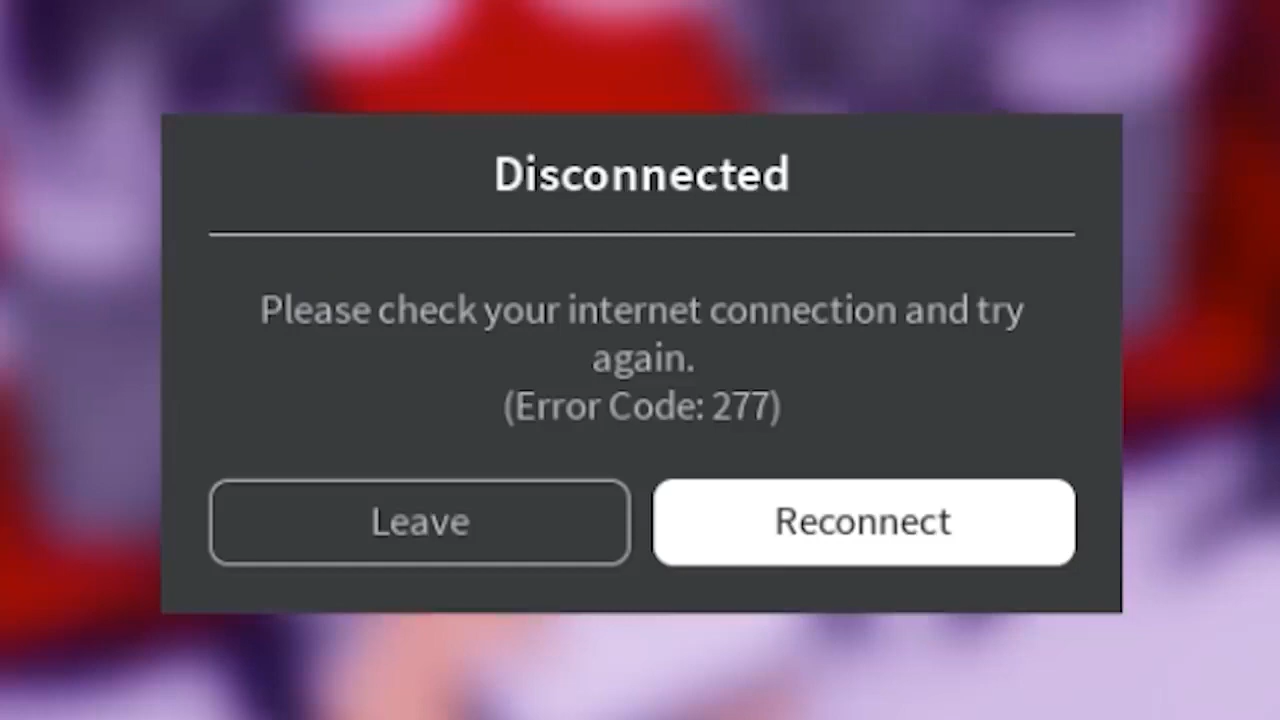 Disconnected
Please check your internet connection and try
again.
(Error Code: 277)
Leave
Reconnect